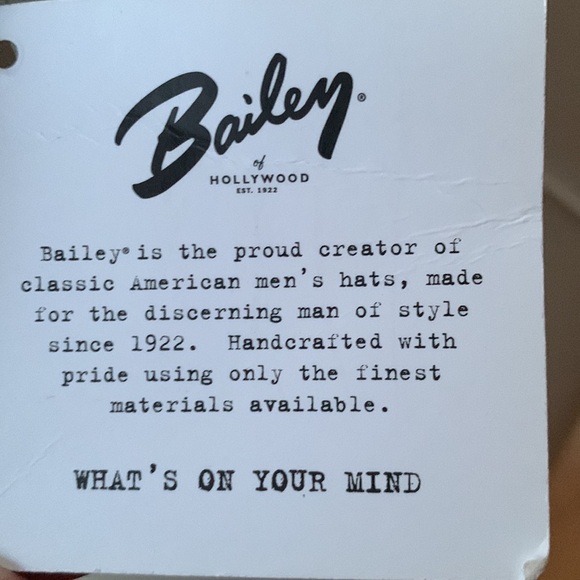 Bailey®
of
HOLLYWOOD
EST. 1922
Bailey® is the proud creator of
classic American men's hats, made
for the discerning man of style
since 1922. Handcrafted with
pride using only the finest
materials available.
WHAT'S ON YOUR MIND